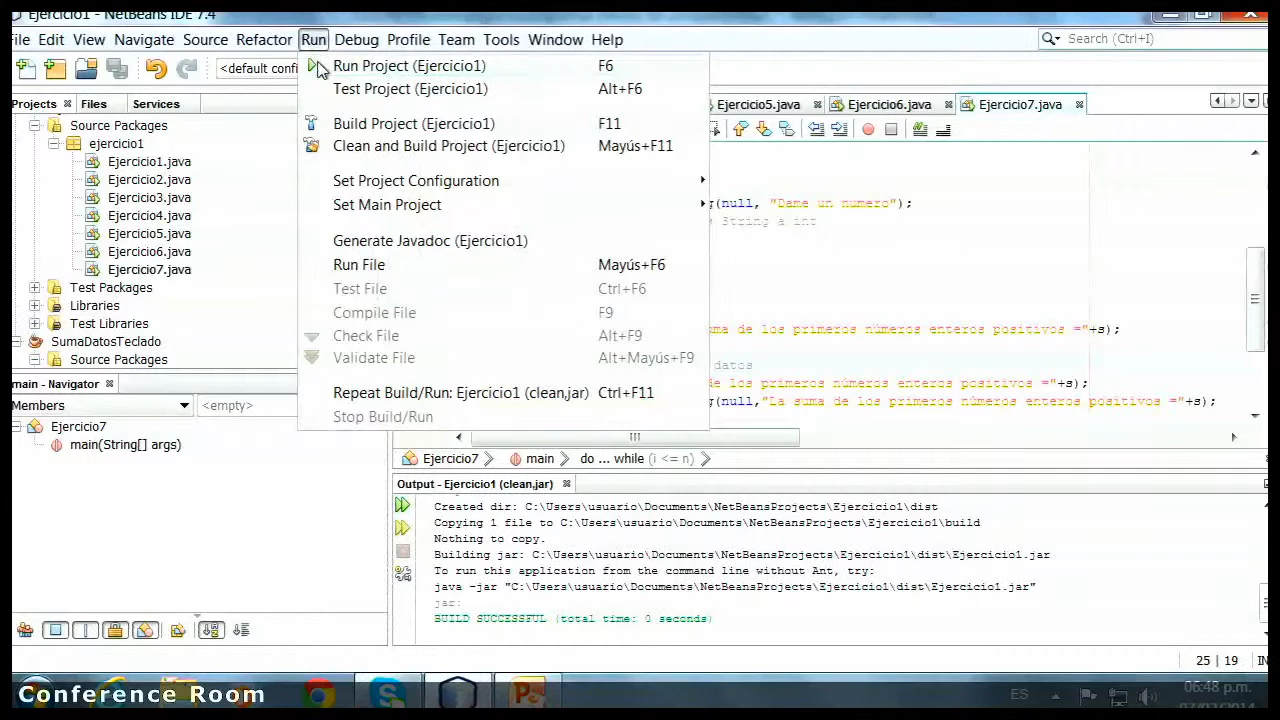 Ejercicio1 - NetBeans IDE 7.4
File Edit View Navigate Source Refactor Run Debug Profile Team Tools Window Help
Search (Ctrl+I)
<default confi
Run Project (Ejercicio1) F6
Test Project (Ejercicio1) Alt+F6
Build Project (Ejercicio1) F11
Clean and Build Project (Ejercicio1) Mayús+F11
Set Project Configuration
Set Main Project
Generate Javadoc (Ejercicio1)
Run File Mayús+F6
Test File Ctrl+F6
Compile File F9
Check File Alt+F9
Validate File Alt+Mayús+F9
Repeat Build/Run: Ejercicio1 (clean,jar) Ctrl+F11
Stop Build/Run
Projects Files Services
Source Packages
ejercicio1
Ejercicio1.java
Ejercicio2.java
Ejercicio3.java
Ejercicio4.java
Ejercicio5.java
Ejercicio6.java
Ejercicio7.java
Test Packages
Libraries
Test Libraries
SumaDatosTeclado
Source Packages
main - Navigator
Members <empty>
Ejercicio7
main(String[] args)
Ejercicio5.java Ejercicio6.java Ejercicio7.java
g(null, "Dame un numero");
String a int
ma de los primeros números enteros positivos ="+s);
datos
de los primeros números enteros positivos ="+s);
g(null,"La suma de los primeros números enteros positivos ="+s);
Ejercicio7 main do ... while (i <= n)
Output - Ejercicio1 (clean,jar)
Created dir: C:\Users\usuario\Documents\NetBeansProjects\Ejercicio1\dist
Copying 1 file to C:\Users\usuario\Documents\NetBeansProjects\Ejercicio1\build
Nothing to copy.
Building jar: C:\Users\usuario\Documents\NetBeansProjects\Ejercicio1\dist\Ejercicio1.jar
To run this application from the command line without Ant, try:
java -jar "C:\Users\usuario\Documents\NetBeansProjects\Ejercicio1\dist\Ejercicio1.jar"
jar:
BUILD SUCCESSFUL (total time: 0 seconds)
25 | 19 IN
Conference Room
ES
06:48 p.m.